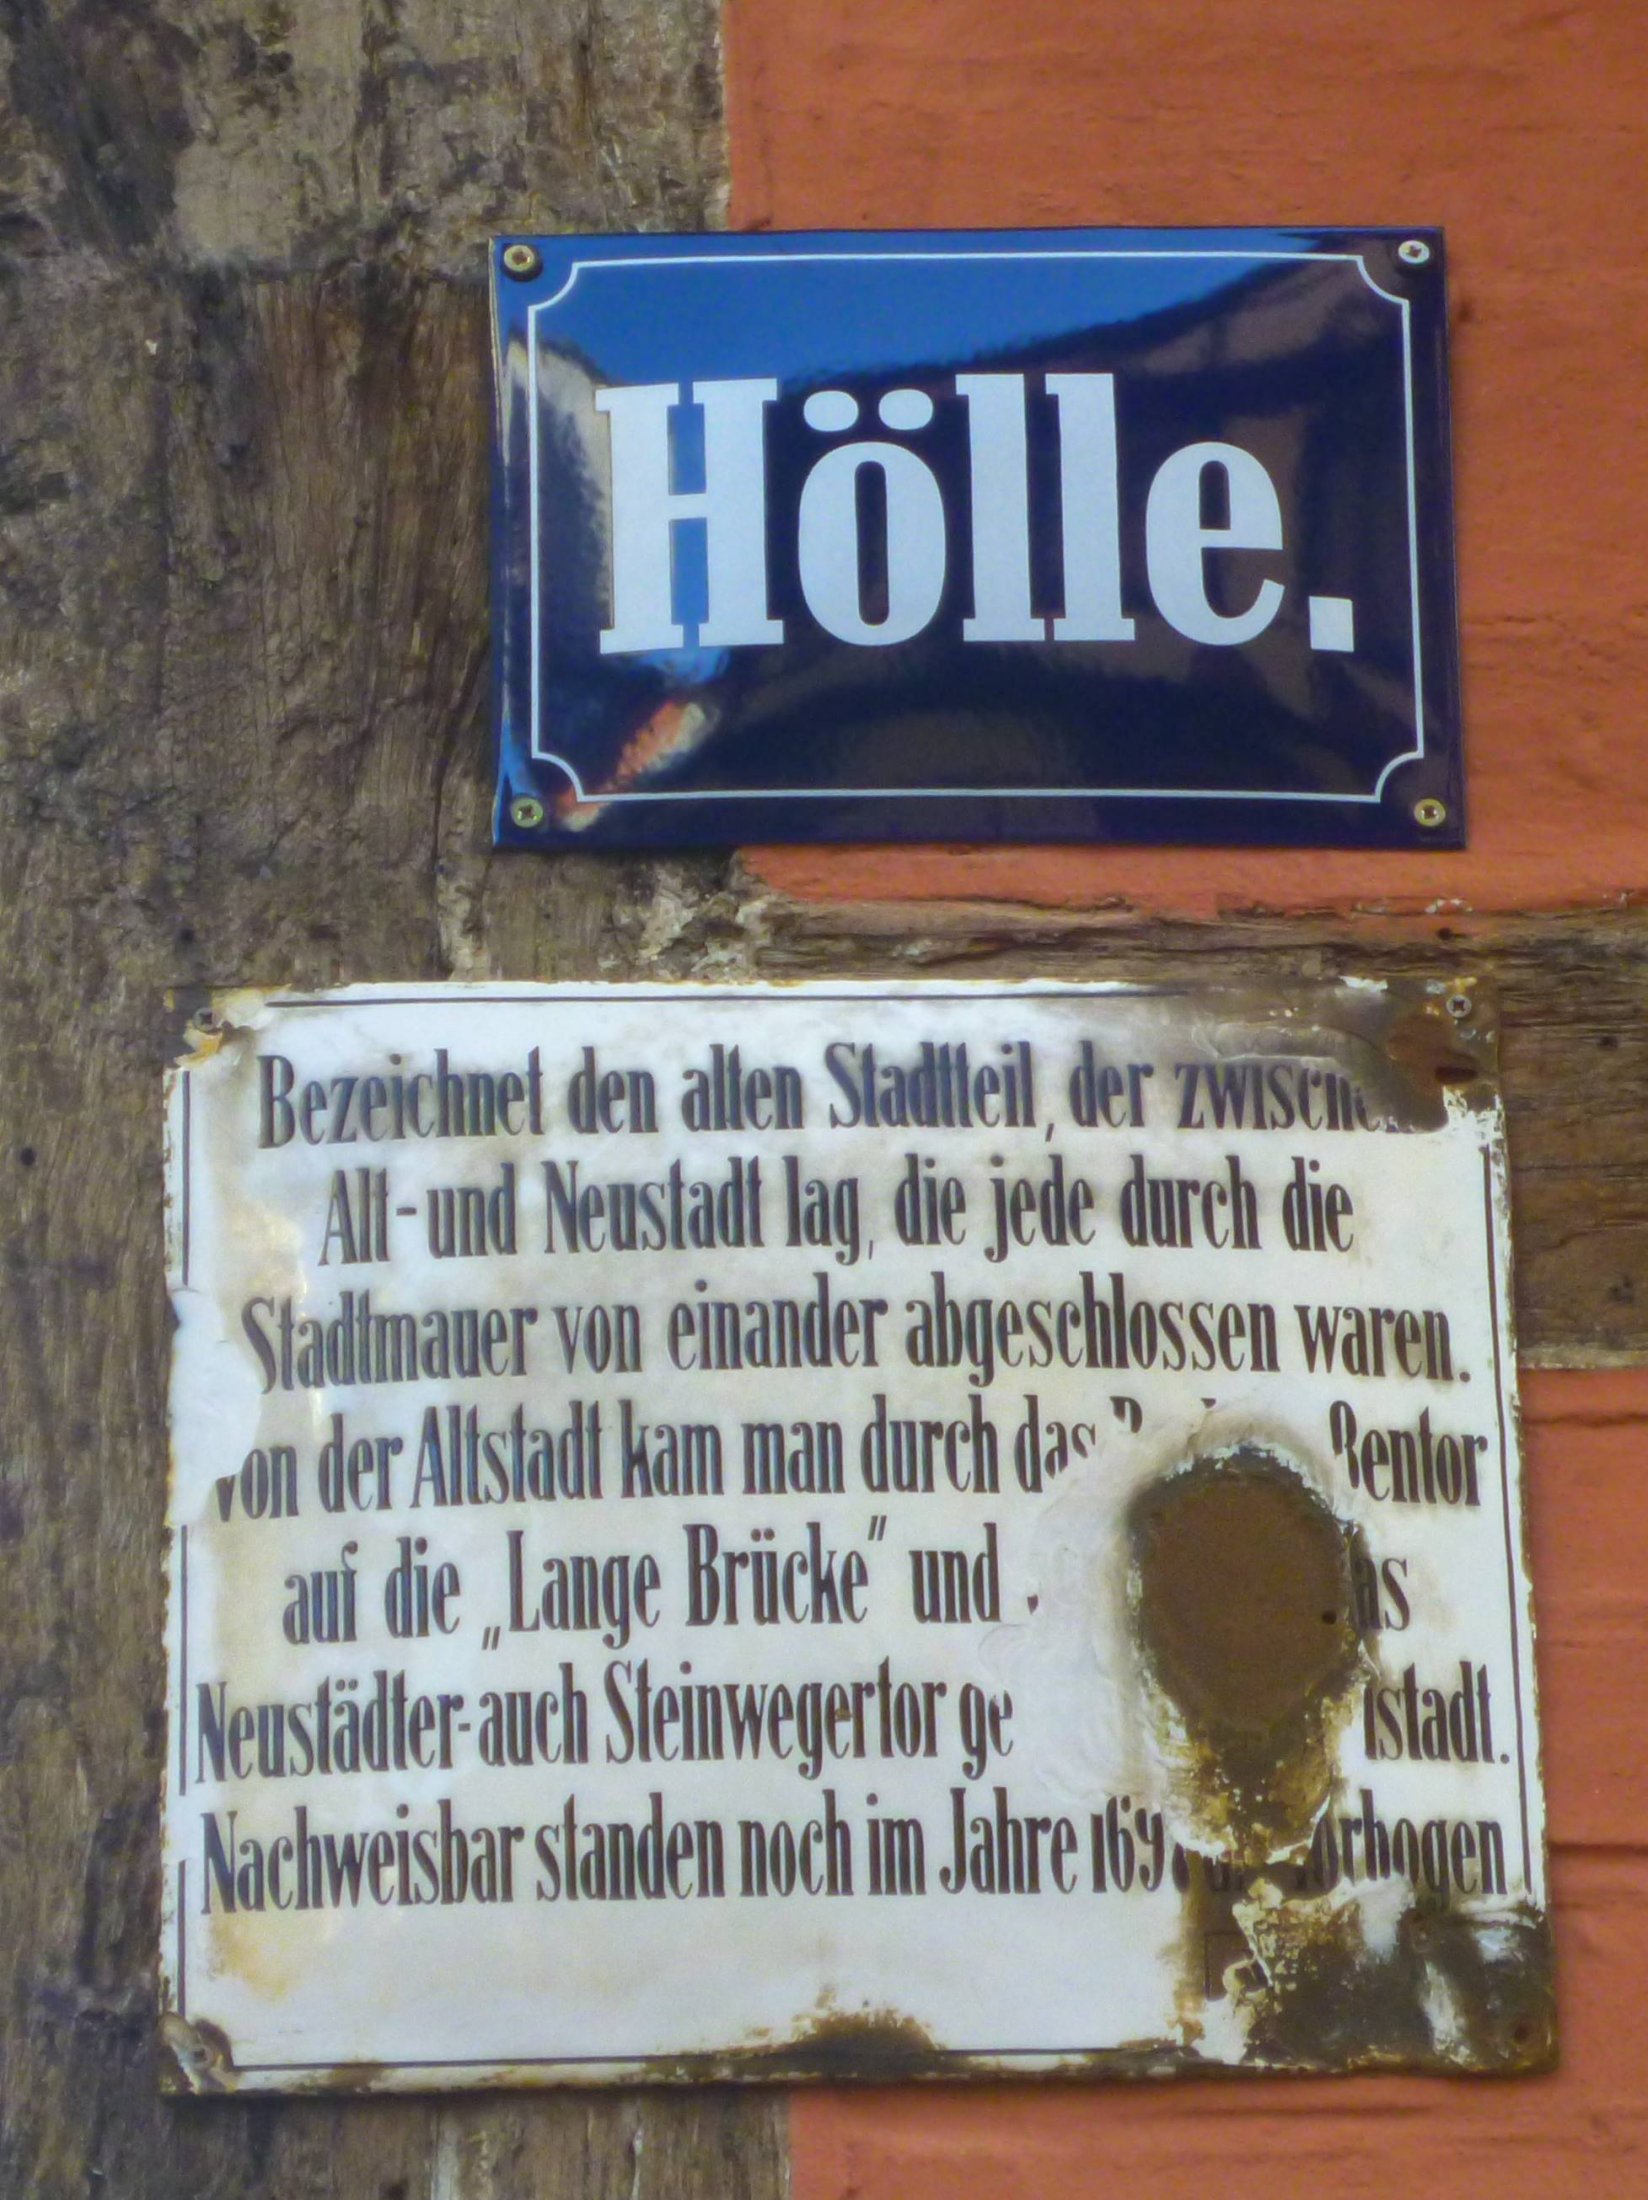 Hölle.
Bezeichnet den alten Stadtteil, der zwischen
Alt- und Neustadt lag, die jede durch die
Stadtmauer von einander abgeschlossen waren.
Von der Altstadt kam man durch das
auf die „Lange Brücke" und
Neustädter- auch Steinwegertor
Nachweisbar standen noch im Jahre